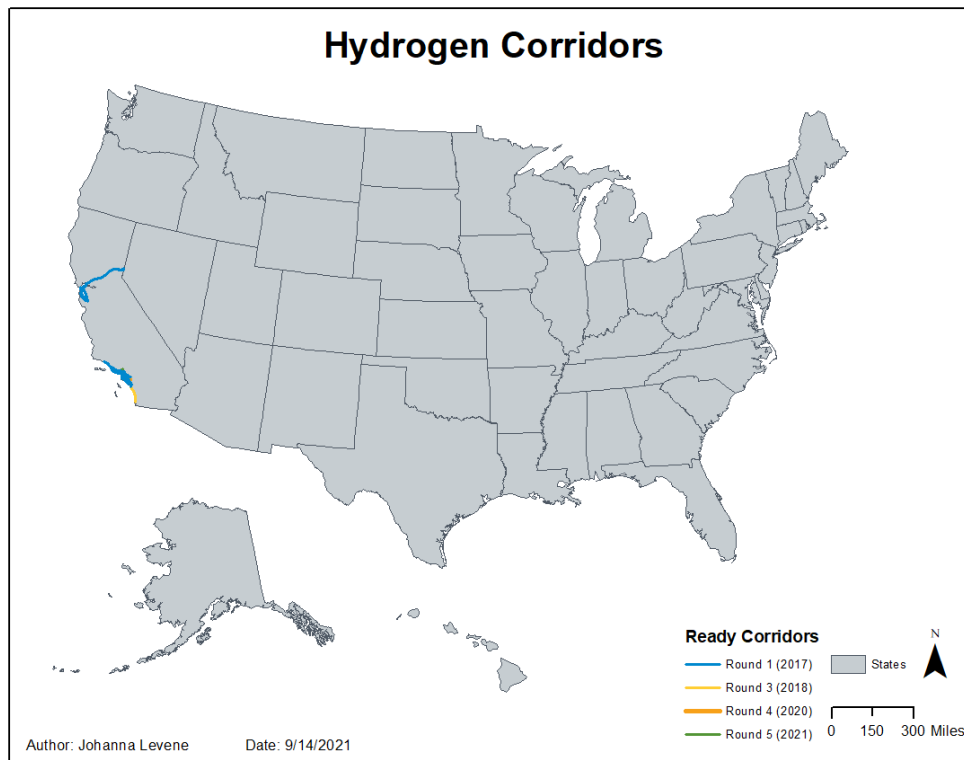 Hydrogen Corridors
Ready Corridors
Round 1 (2017)
Round 3 (2018)
Round 4 (2020)
Round 5 (2021)
States
N
0 150 300 Miles
Author: Johanna Levene Date: 9/14/2021